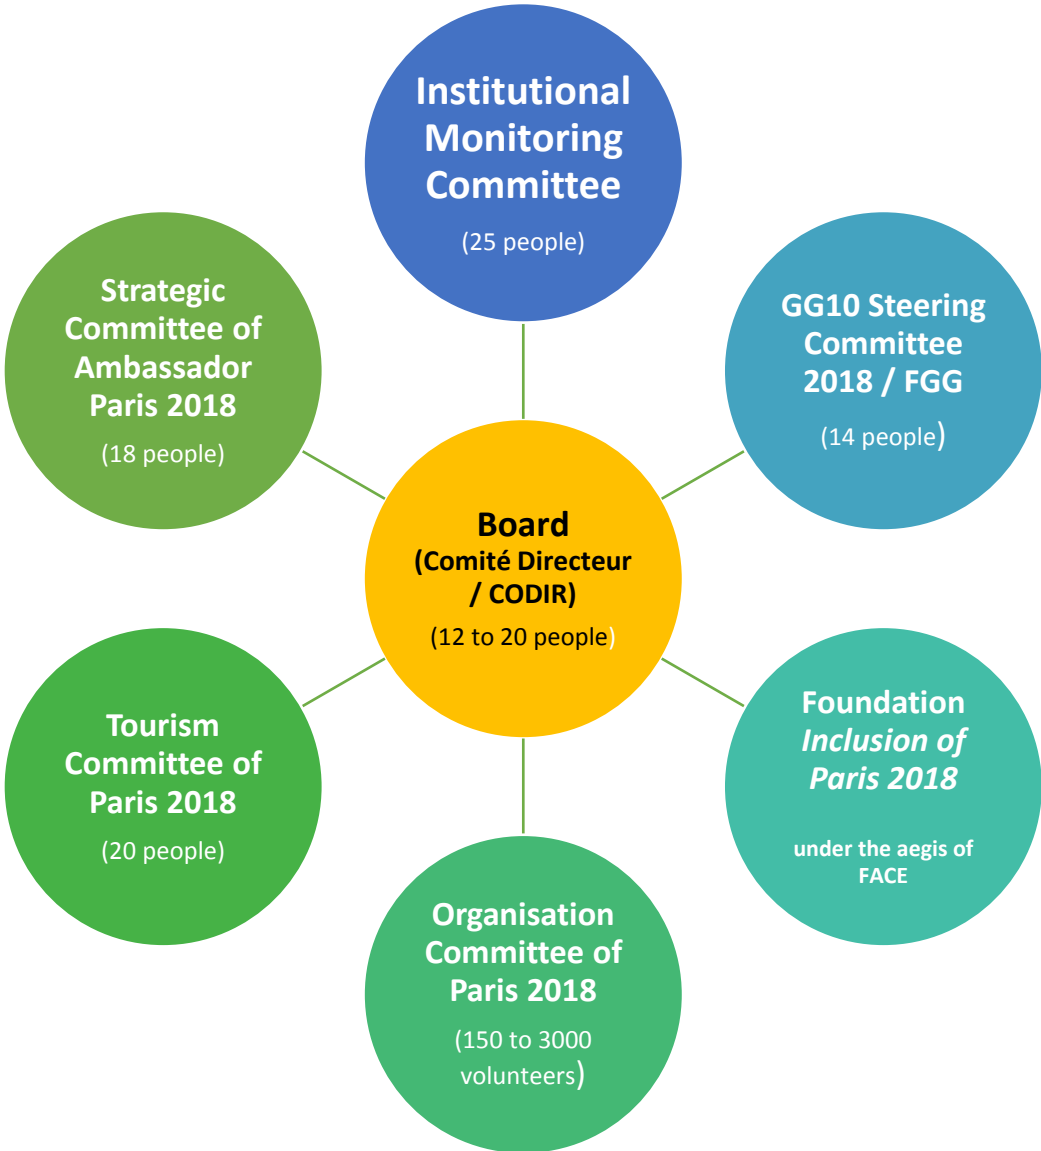 Institutional
Monitoring
Committee
(25 people)
GG10 Steering
Committee
2018 / FGG
(14 people)
Foundation
Inclusion of
Paris 2018
under the aegis of
FACE
Organisation
Committee of
Paris 2018
(150 to 3000
volunteers)
Tourism
Committee of
Paris 2018
(20 people)
Strategic
Committee of
Ambassador
Paris 2018
(18 people)
Board
(Comité Directeur
/ CODIR)
(12 to 20 people)